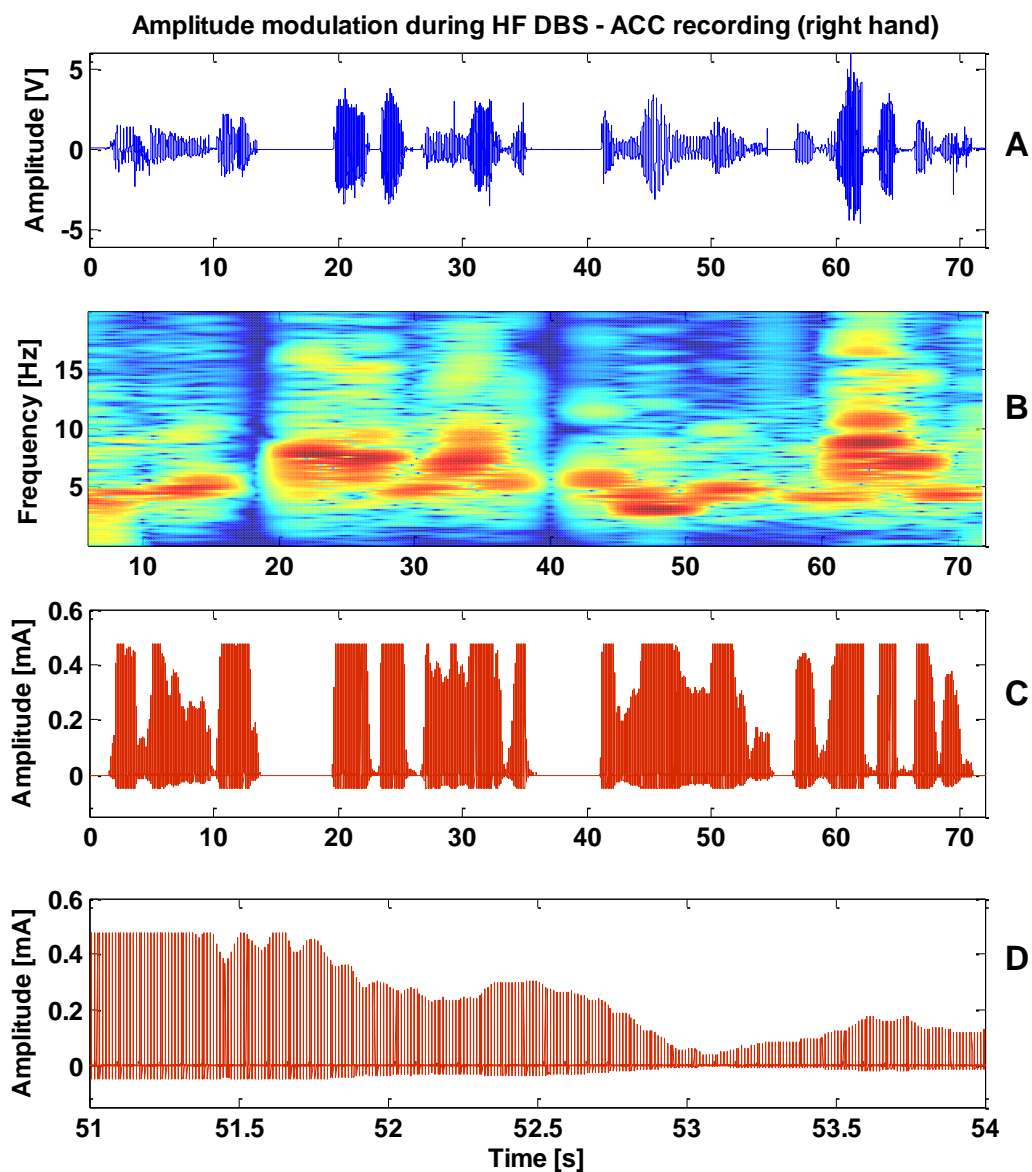 Amplitude modulation during HF DBS - ACC recording (right hand)
Amplitude [V]
5
0
-5
A
0 10 20 30 40 50 60 70
Frequency [Hz]
15
10
5
B
10 20 30 40 50 60 70
Amplitude [mA]
0.6
0.4
0.2
0
C
0 10 20 30 40 50 60 70
Amplitude [mA]
0.6
0.4
0.2
0
D
51 51.5 52 52.5 53 53.5 54
Time [s]